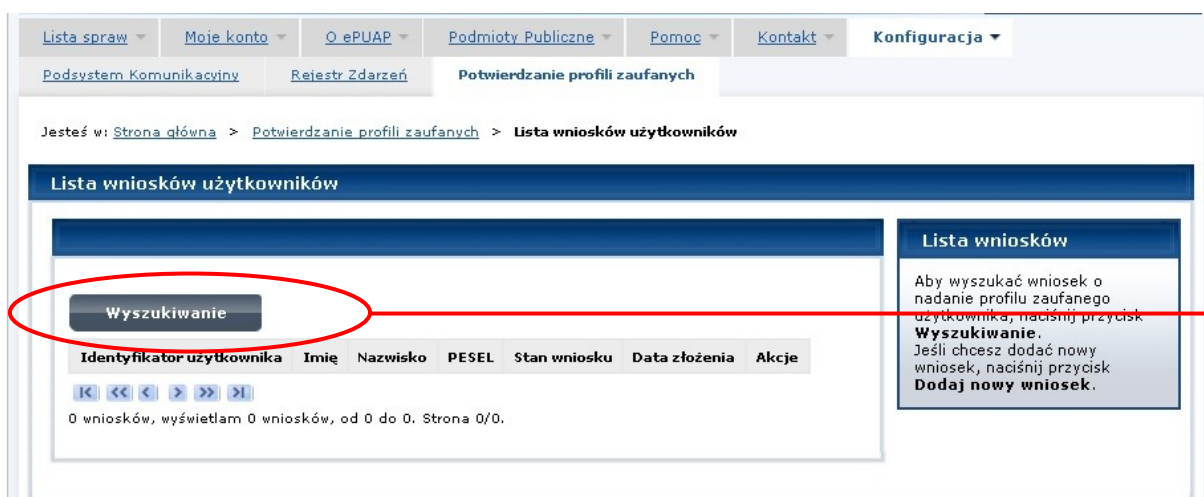 Lista spraw Moje konto O ePUAP Podmioty Publiczne Pomoc Kontakt Konfiguracja
Podsystem Komunikacyjny Rejestr Zdarzeń Potwierdzanie profili zaufanych
Jesteś w: Strona główna > Potwierdzanie profili zaufanych > Lista wniosków użytkowników
Lista wniosków użytkowników
Wyszukiwanie
Identyfikator użytkownika Imię Nazwisko PESEL Stan wniosku Data złożenia Akcje
0 wniosków, wyświetlam 0 wniosków, od 0 do 0. Strona 0/0.
Lista wniosków
Aby wyszukać wniosek o
nadanie profilu zaufanego
użytkownika, naciśnij przycisk
Wyszukiwanie.
Jeśli chcesz dodać nowy
wniosek, naciśnij przycisk
Dodaj nowy wniosek.